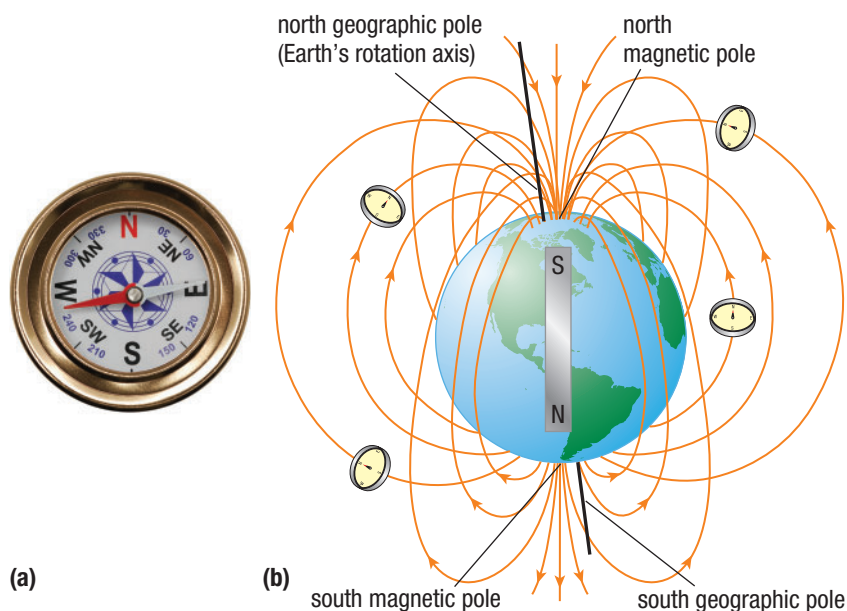 north geographic pole
(Earth's rotation axis)
north
magnetic pole
N
30
NE
60
E
120
SE
150
S
210
SW
240
W
300
NW
330
S
N
(a)
(b)
south magnetic pole
south geographic pole